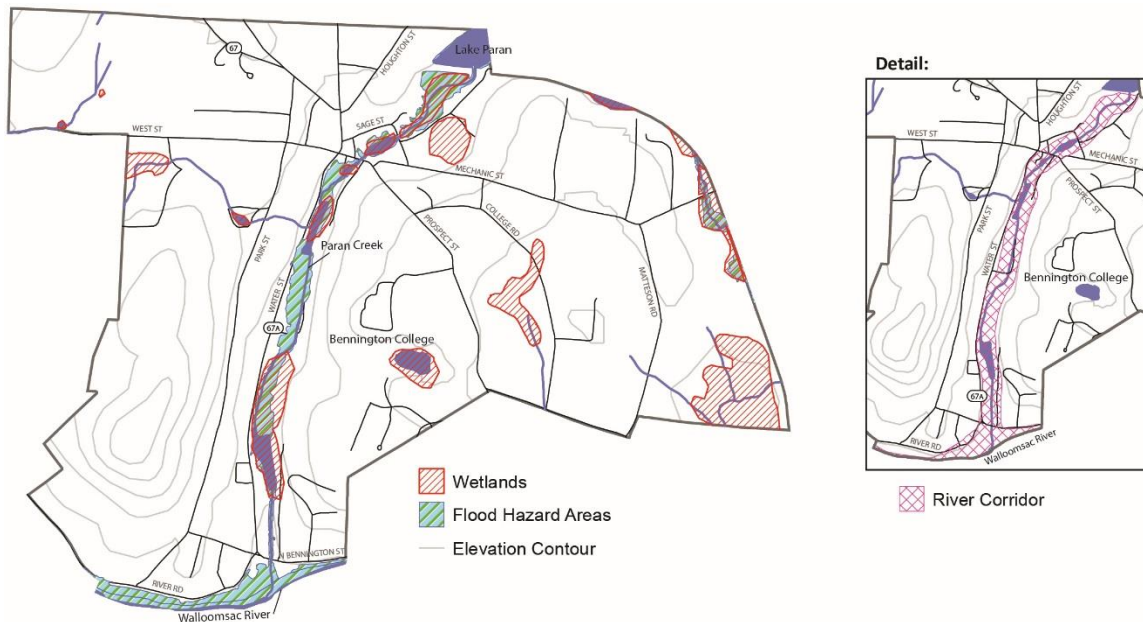 Lake Paran
67
HOUGHTON ST
SAGE ST
WEST ST
MECHANIC ST
PARK ST
PROSPECT ST
COLLEGE RD
Paran Creek
WATER ST
MATTESON RD
67A
Bennington College
N BENNINGTON ST
RIVER RD
Walloomsac River
Wetlands
Flood Hazard Areas
Elevation Contour
Detail:
HOUGHTON ST
WEST ST
MECHANIC ST
PROSPECT ST
PARK ST
WATER ST
Bennington College
67A
RIVER RD
Walloomsac River
River Corridor